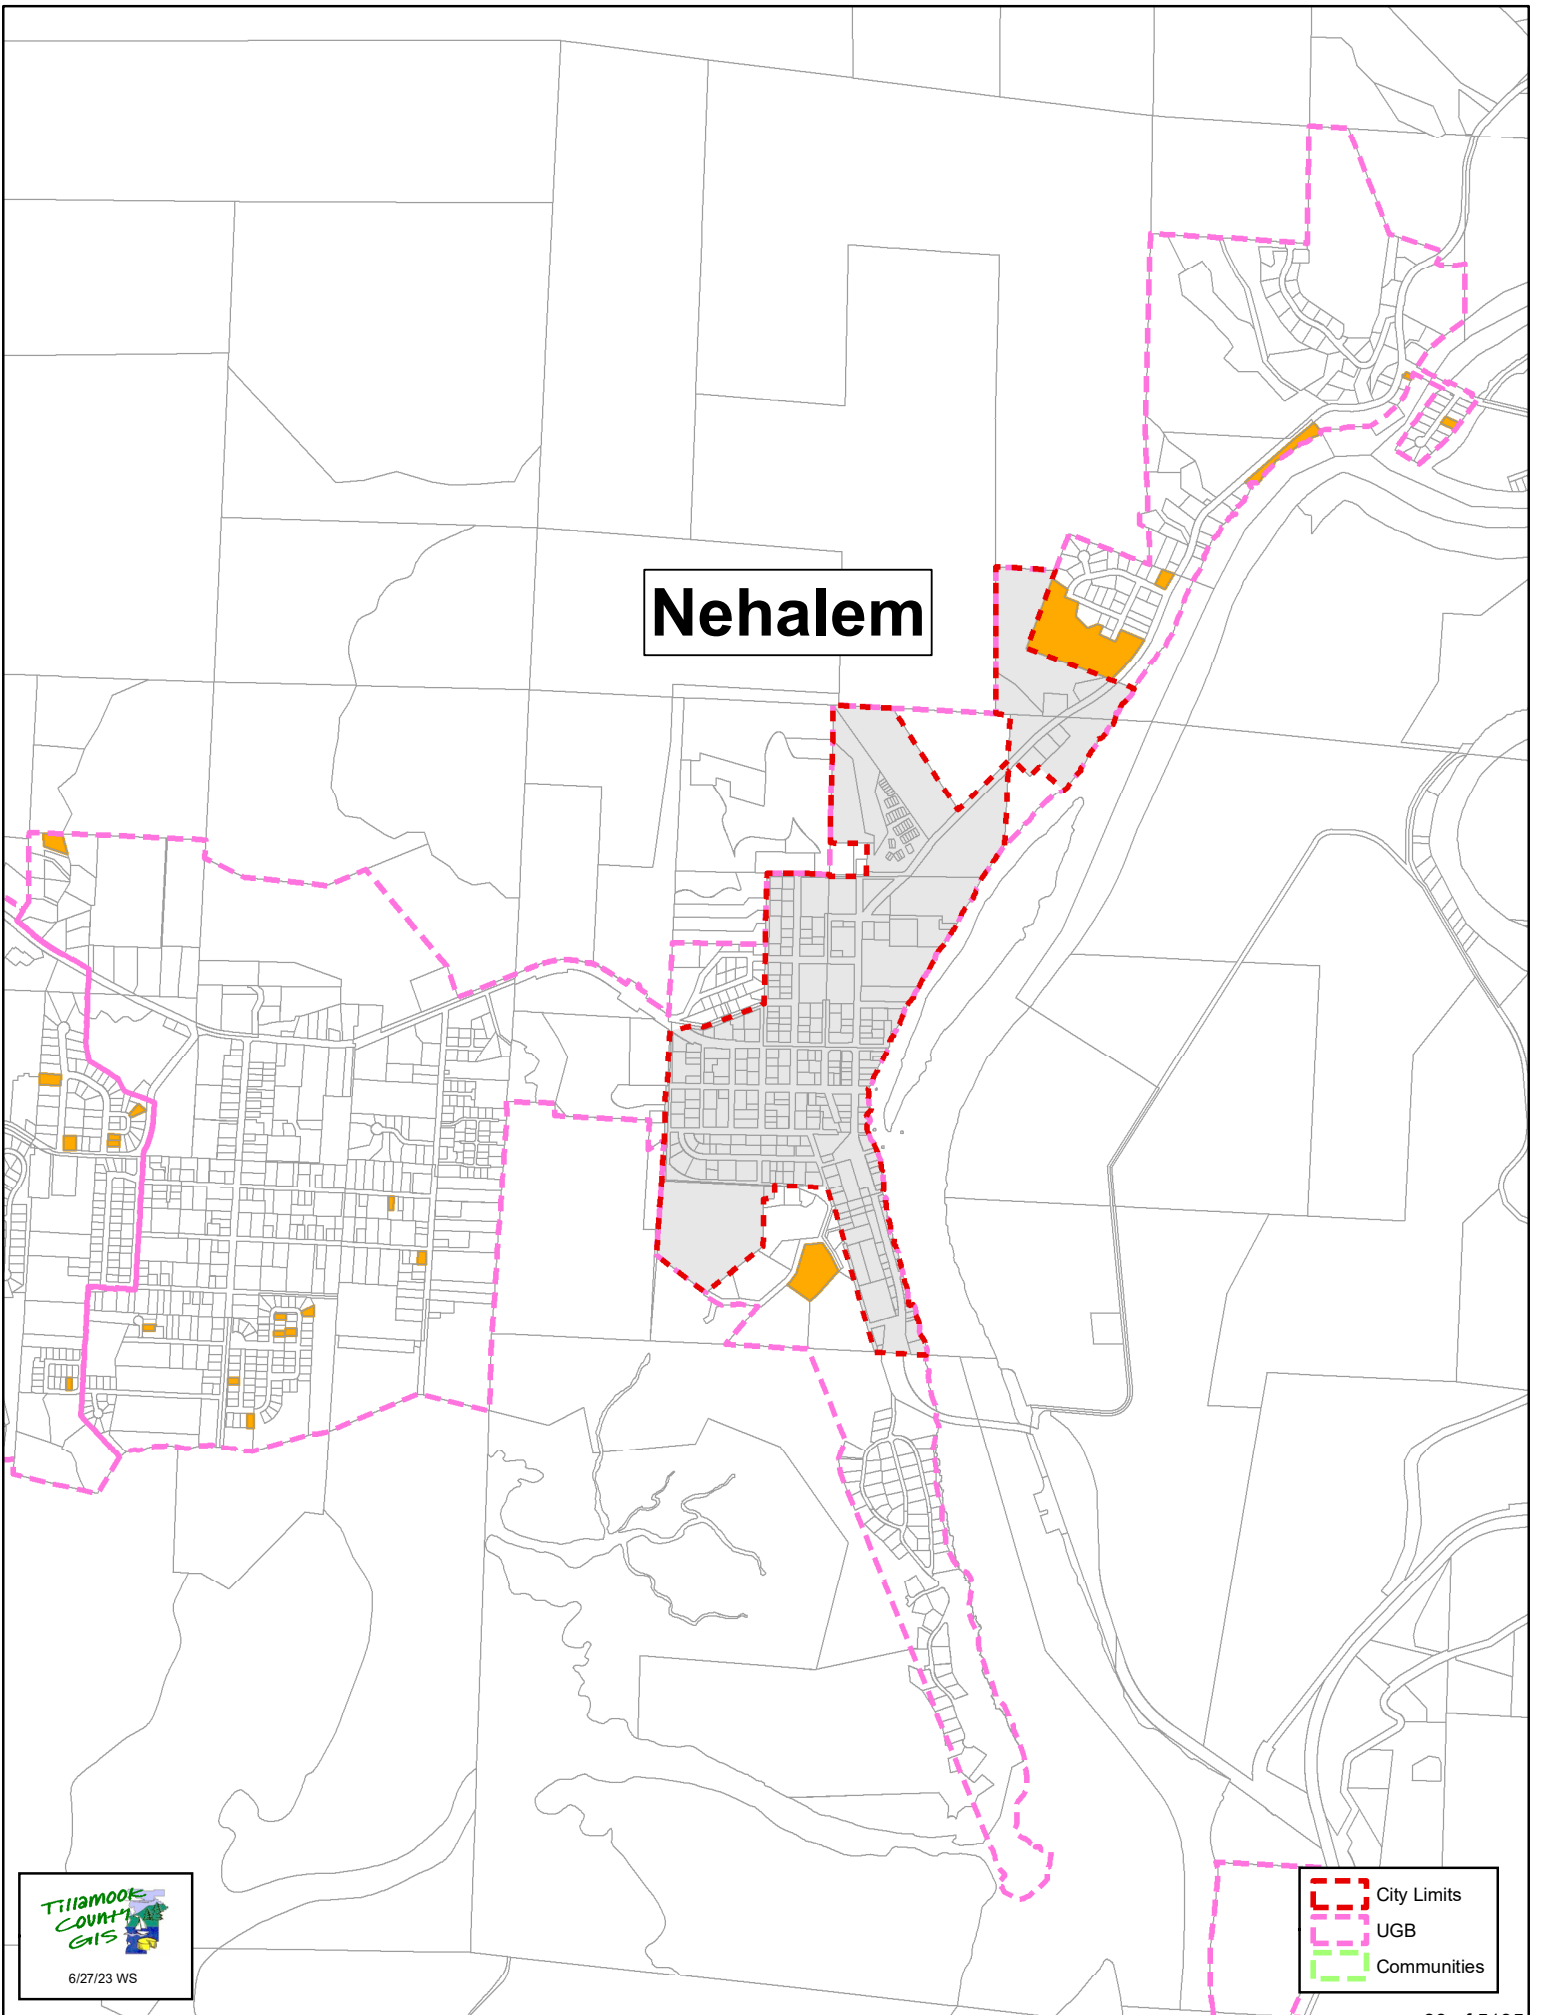 Nehalem
Tillamook
County
GIS
6/27/23 WS
City Limits
UGB
Communities